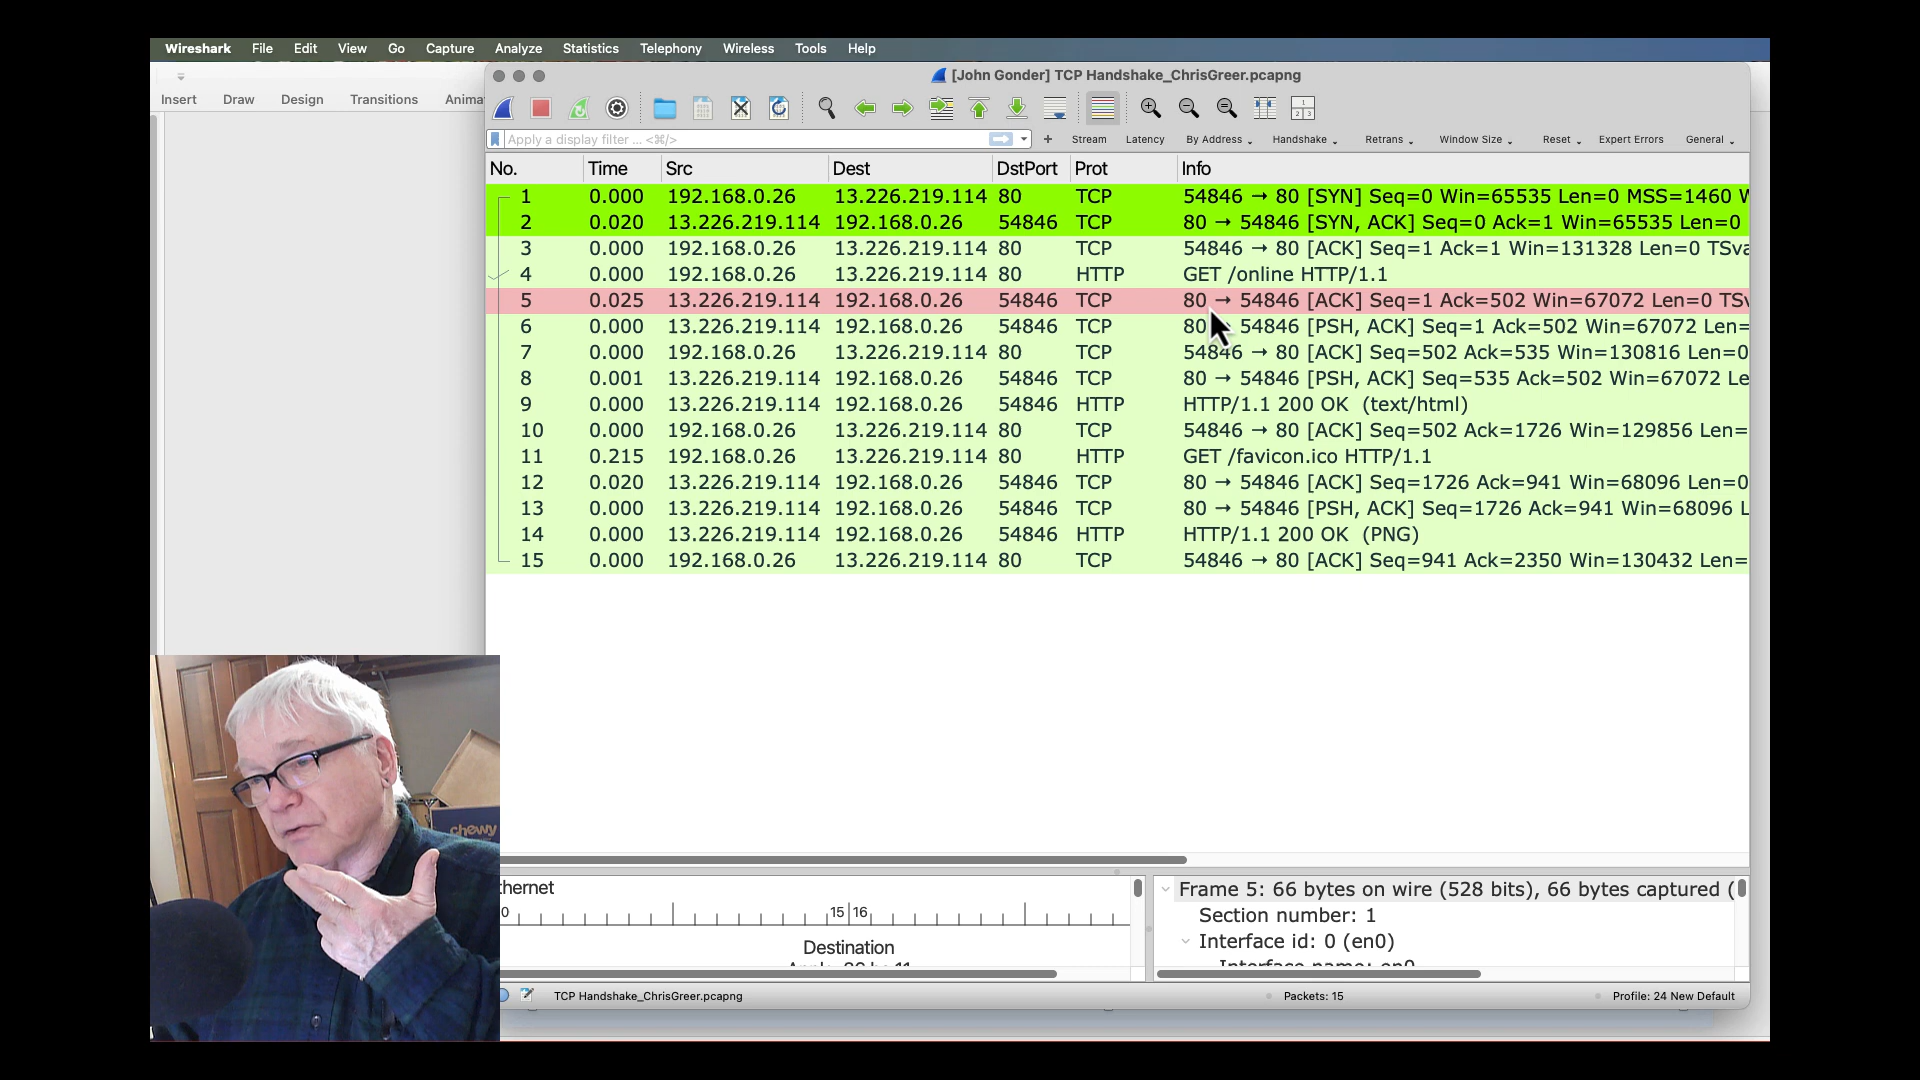 Wireshark File Edit View Go Capture Analyze Statistics Telephony Wireless Tools Help
[John Gonder] TCP Handshake_ChrisGreer.pcapng
Insert Draw Design Transitions Anima
Apply a display filter ... <⌘/> + Stream Latency By Address Handshake Retrans Window Size Reset Expert Errors General
No. Time Src Dest DstPort Prot Info
1 0.000 192.168.0.26 13.226.219.114 80 TCP 54846 → 80 [SYN] Seq=0 Win=65535 Len=0 MSS=1460 W
2 0.020 13.226.219.114 192.168.0.26 54846 TCP 80 → 54846 [SYN, ACK] Seq=0 Ack=1 Win=65535 Len=0
3 0.000 192.168.0.26 13.226.219.114 80 TCP 54846 → 80 [ACK] Seq=1 Ack=1 Win=131328 Len=0 TSva
4 0.000 192.168.0.26 13.226.219.114 80 HTTP GET /online HTTP/1.1
5 0.025 13.226.219.114 192.168.0.26 54846 TCP 80 → 54846 [ACK] Seq=1 Ack=502 Win=67072 Len=0 TSv
6 0.000 13.226.219.114 192.168.0.26 54846 TCP 80 54846 [PSH, ACK] Seq=1 Ack=502 Win=67072 Len=
7 0.000 192.168.0.26 13.226.219.114 80 TCP 54846 → 80 [ACK] Seq=502 Ack=535 Win=130816 Len=0
8 0.001 13.226.219.114 192.168.0.26 54846 TCP 80 → 54846 [PSH, ACK] Seq=535 Ack=502 Win=67072 Le
9 0.000 13.226.219.114 192.168.0.26 54846 HTTP HTTP/1.1 200 OK (text/html)
10 0.000 192.168.0.26 13.226.219.114 80 TCP 54846 → 80 [ACK] Seq=502 Ack=1726 Win=129856 Len=
11 0.215 192.168.0.26 13.226.219.114 80 HTTP GET /favicon.ico HTTP/1.1
12 0.020 13.226.219.114 192.168.0.26 54846 TCP 80 → 54846 [ACK] Seq=1726 Ack=941 Win=68096 Len=0
13 0.000 13.226.219.114 192.168.0.26 54846 TCP 80 → 54846 [PSH, ACK] Seq=1726 Ack=941 Win=68096 L
14 0.000 13.226.219.114 192.168.0.26 54846 HTTP HTTP/1.1 200 OK (PNG)
15 0.000 192.168.0.26 13.226.219.114 80 TCP 54846 → 80 [ACK] Seq=941 Ack=2350 Win=130432 Len=
chewy
thernet
0 15 16
Destination
Frame 5: 66 bytes on wire (528 bits), 66 bytes captured (
Section number: 1
Interface id: 0 (en0)
Interface name: en0
TCP Handshake_ChrisGreer.pcapng Packets: 15 Profile: 24 New Default